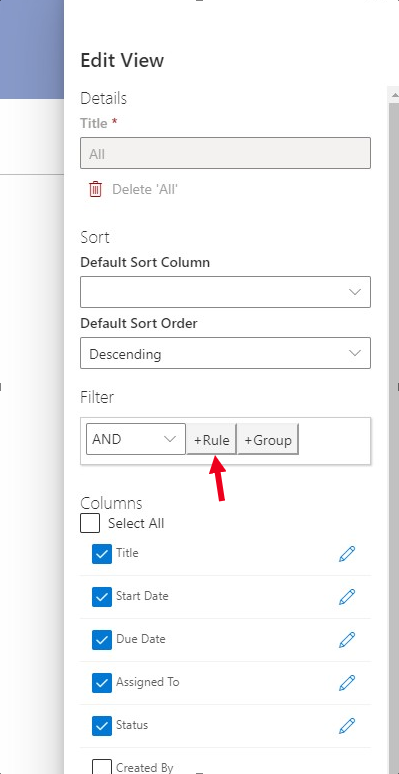 Edit View
Details
Title *
All
Delete 'All'
Sort
Default Sort Column
Default Sort Order
Descending
Filter
AND +Rule +Group
Columns
Select All
Title
Start Date
Due Date
Assigned To
Status
Created By